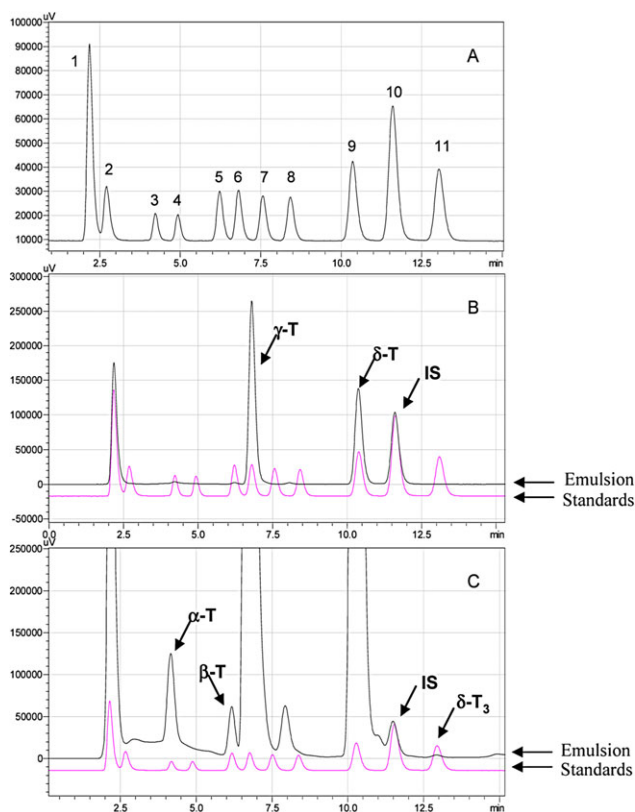 uV
100000
90000
80000
70000
60000
50000
40000
30000
20000
10000
A
1
2
3
4
5
6
7
8
9
10
11
2.5
5.0
7.5
10.0
12.5
min
uV
300000
250000
200000
150000
100000
50000
0
-50000
B
γ-T
δ-T
IS
Emulsion
Standards
0.0
2.5
5.0
7.5
10.0
12.5
min
uV
250000
200000
150000
100000
50000
0
C
α-T
β-T
IS
δ-T₃
Emulsion
Standards
2.5
5.0
7.5
10.0
12.5
min